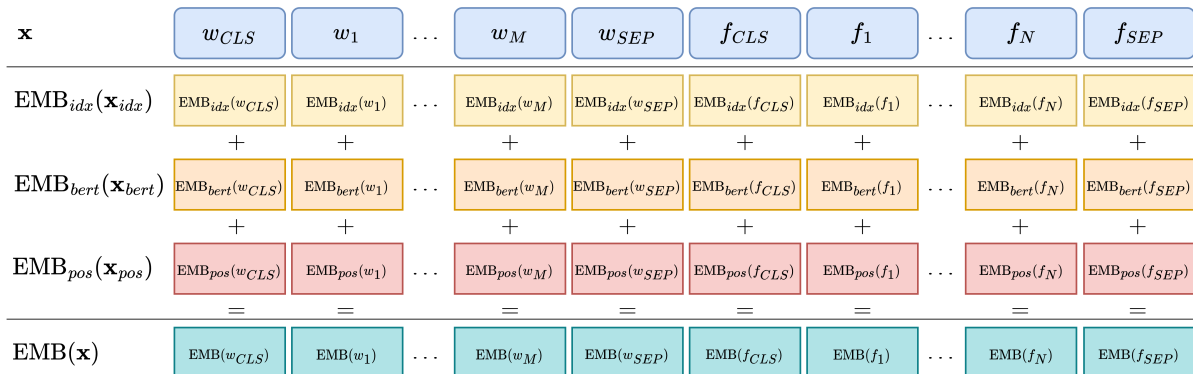 x w_CLS w_1 ... w_M w_SEP f_CLS f_1 ... f_N f_SEP
EMB_idx(x_idx) EMB_idx(w_CLS) EMB_idx(w_1) ... EMB_idx(w_M) EMB_idx(w_SEP) EMB_idx(f_CLS) EMB_idx(f_1) ... EMB_idx(f_N) EMB_idx(f_SEP)
+ + + + + + + +
EMB_bert(x_bert) EMB_bert(w_CLS) EMB_bert(w_1) ... EMB_bert(w_M) EMB_bert(w_SEP) EMB_bert(f_CLS) EMB_bert(f_1) ... EMB_bert(f_N) EMB_bert(f_SEP)
+ + + + + + + +
EMB_pos(x_pos) EMB_pos(w_CLS) EMB_pos(w_1) ... EMB_pos(w_M) EMB_pos(w_SEP) EMB_pos(f_CLS) EMB_pos(f_1) ... EMB_pos(f_N) EMB_pos(f_SEP)
= = = = = = = =
EMB(x) EMB(w_CLS) EMB(w_1) ... EMB(w_M) EMB(w_SEP) EMB(f_CLS) EMB(f_1) ... EMB(f_N) EMB(f_SEP)